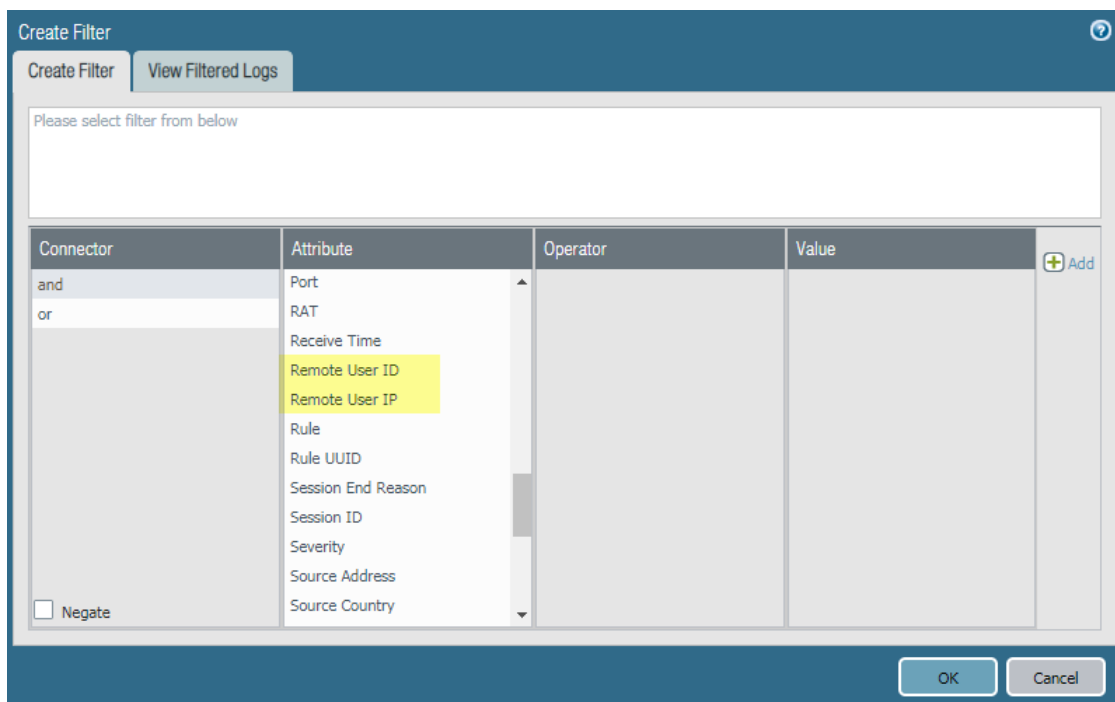 Create Filter
Create Filter
View Filtered Logs
Please select filter from below
Connector
Attribute
Operator
Value
Add
and
or
Port
RAT
Receive Time
Remote User ID
Remote User IP
Rule
Rule UUID
Session End Reason
Session ID
Severity
Source Address
Source Country
Negate
OK
Cancel